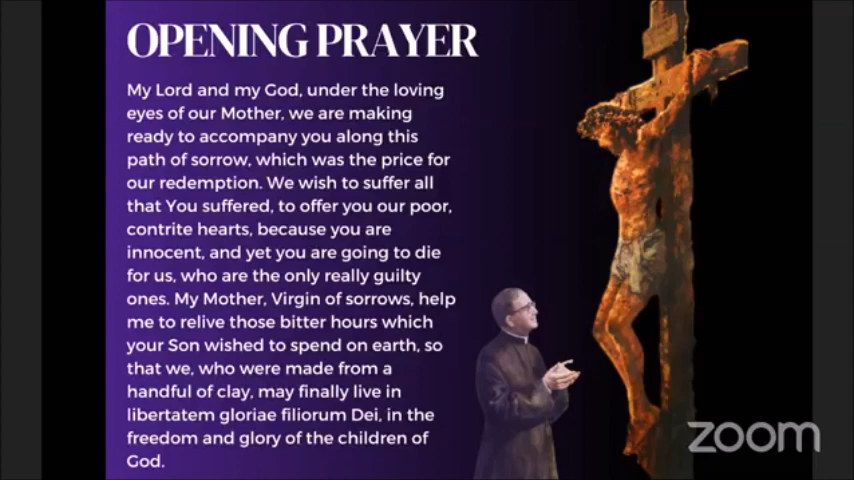 OPENING PRAYER
My Lord and my God, under the loving
eyes of our Mother, we are making
ready to accompany you along this
path of sorrow, which was the price for
our redemption. We wish to suffer all
that You suffered, to offer you our poor,
contrite hearts, because you are
innocent, and yet you are going to die
for us, who are the only really guilty
ones. My Mother, Virgin of sorrows, help
me to relive those bitter hours which
your Son wished to spend on earth, so
that we, who were made from a
handful of clay, may finally live in
libertatem gloriae filiorum Dei, in the
freedom and glory of the children of
God.
zoom